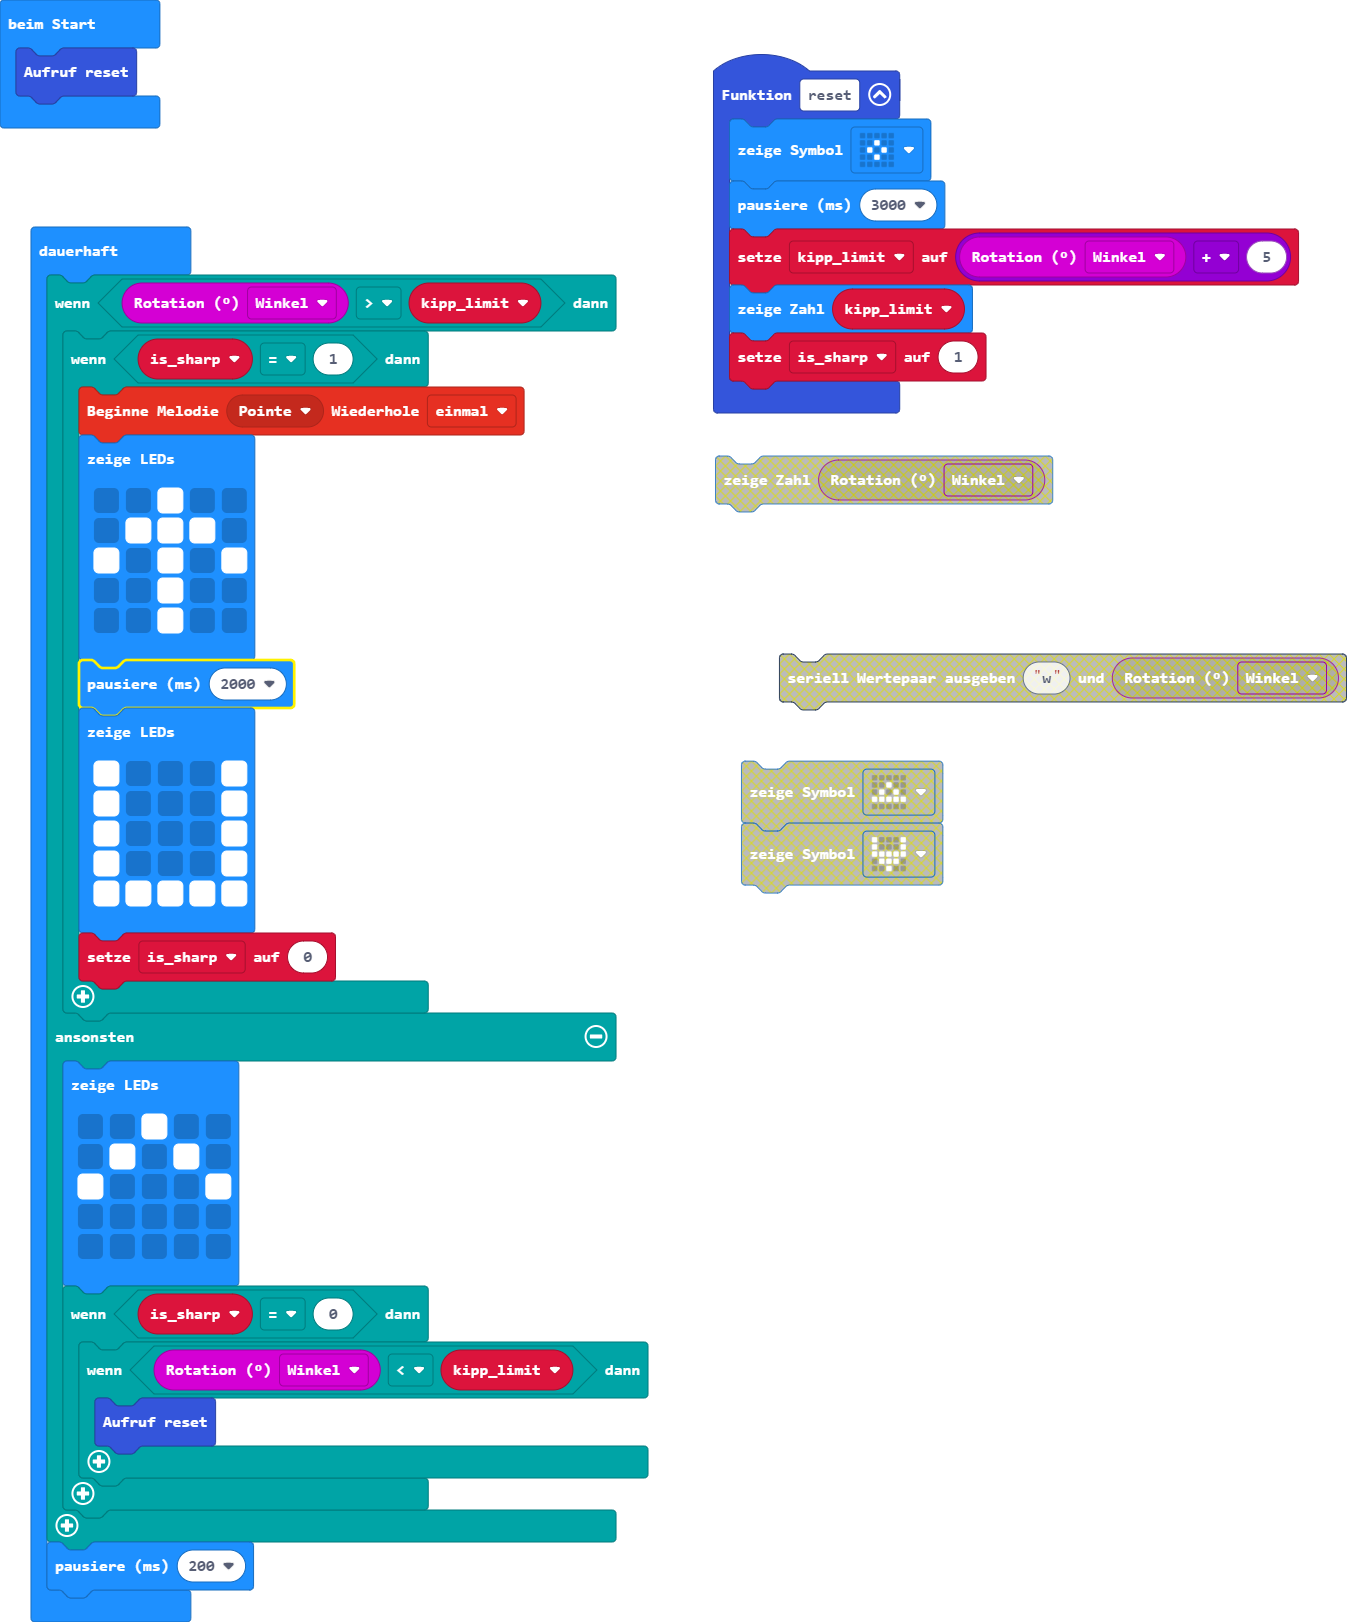 beim Start
Aufruf reset
dauerhaft
wenn Rotation (º) Winkel > kipp_limit dann
wenn is_sharp = 1 dann
Beginne Melodie Pointe Wiederhole einmal
zeige LEDs
pausiere (ms) 2000
zeige LEDs
setze is_sharp auf 0
ansonsten
zeige LEDs
wenn is_sharp = 0 dann
wenn Rotation (º) Winkel < kipp_limit dann
Aufruf reset
pausiere (ms) 200
Funktion reset
zeige Symbol
pausiere (ms) 3000
setze kipp_limit auf Rotation (º) Winkel + 5
zeige Zahl kipp_limit
setze is_sharp auf 1
zeige Zahl Rotation (º) Winkel
seriell Wertepaar ausgeben "w" und Rotation (º) Winkel
zeige Symbol
zeige Symbol